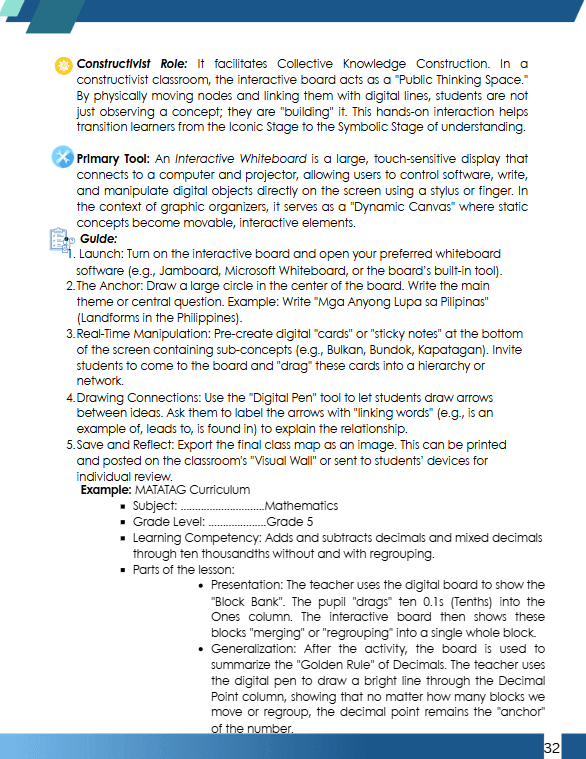 Constructivist Role: It facilitates Collective Knowledge Construction. In a
constructivist classroom, the interactive board acts as a "Public Thinking Space."
By physically moving nodes and linking them with digital lines, students are not
just observing a concept; they are "building" it. This hands-on interaction helps
transition learners from the Iconic Stage to the Symbolic Stage of understanding.
Primary Tool: An Interactive Whiteboard is a large, touch-sensitive display that
connects to a computer and projector, allowing users to control software, write,
and manipulate digital objects directly on the screen using a stylus or finger. In
the context of graphic organizers, it serves as a "Dynamic Canvas" where static
concepts become movable, interactive elements.
Guide:
1. Launch: Turn on the interactive board and open your preferred whiteboard
software (e.g., Jamboard, Microsoft Whiteboard, or the board's built-in tool).
2. The Anchor: Draw a large circle in the center of the board. Write the main
theme or central question. Example: Write "Mga Anyong Lupa sa Pilipinas"
(Landforms in the Philippines).
3. Real-Time Manipulation: Pre-create digital "cards" or "sticky notes" at the bottom
of the screen containing sub-concepts (e.g., Bulkan, Bundok, Kapatagan). Invite
students to come to the board and "drag" these cards into a hierarchy or
network.
4. Drawing Connections: Use the "Digital Pen" tool to let students draw arrows
between ideas. Ask them to label the arrows with "linking words" (e.g., is an
example of, leads to, is found in) to explain the relationship.
5. Save and Reflect: Export the final class map as an image. This can be printed
and posted on the classroom's "Visual Wall" or sent to students' devices for
individual review.
Example: MATATAG Curriculum
▪ Subject: .............................Mathematics
▪ Grade Level: ....................Grade 5
▪ Learning Competency: Adds and subtracts decimals and mixed decimals
through ten thousandths without and with regrouping.
▪ Parts of the lesson:
• Presentation: The teacher uses the digital board to show the
"Block Bank". The pupil "drags" ten 0.1s (Tenths) into the
Ones column. The interactive board then shows these
blocks "merging" or "regrouping" into a single whole block.
• Generalization: After the activity, the board is used to
summarize the "Golden Rule" of Decimals. The teacher uses
the digital pen to draw a bright line through the Decimal
Point column, showing that no matter how many blocks we
move or regroup, the decimal point remains the "anchor"
of the number.
32